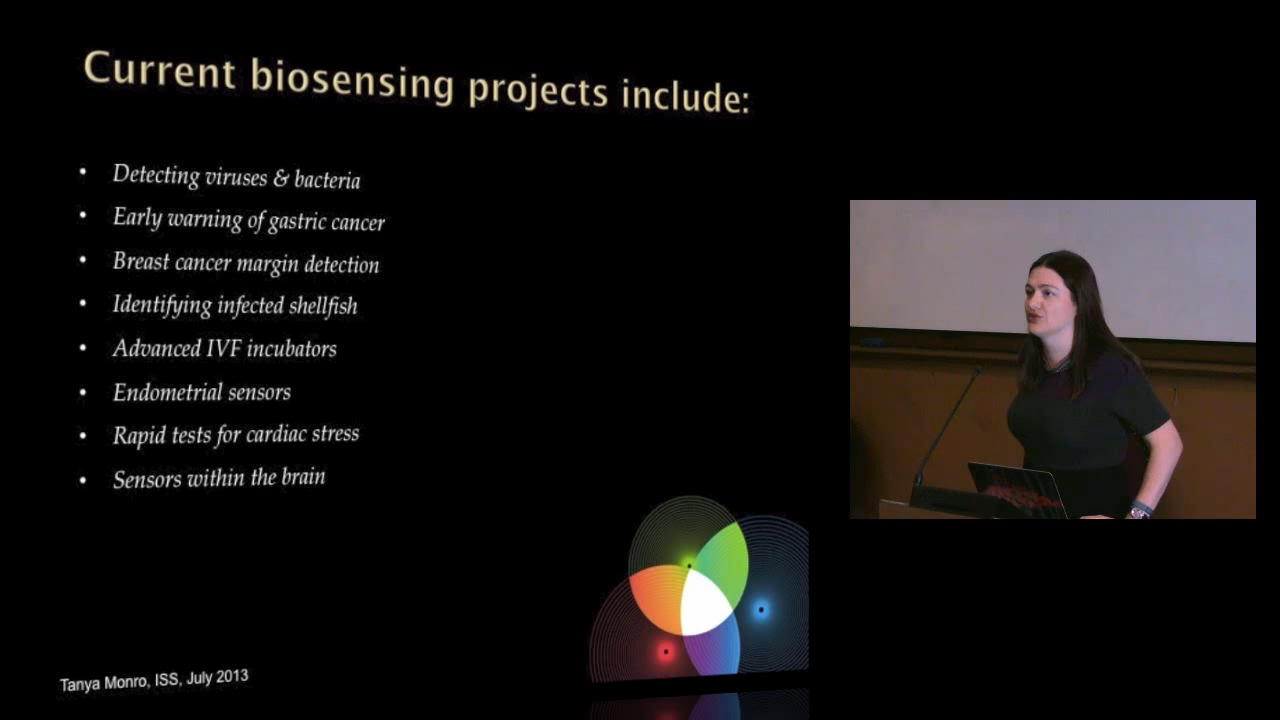 Current biosensing projects include:
• Detecting viruses & bacteria
• Early warning of gastric cancer
• Breast cancer margin detection
• Identifying infected shellfish
• Advanced IVF incubators
• Endometrial sensors
• Rapid tests for cardiac stress
• Sensors within the brain
Tanya Monro, ISS, July 2013